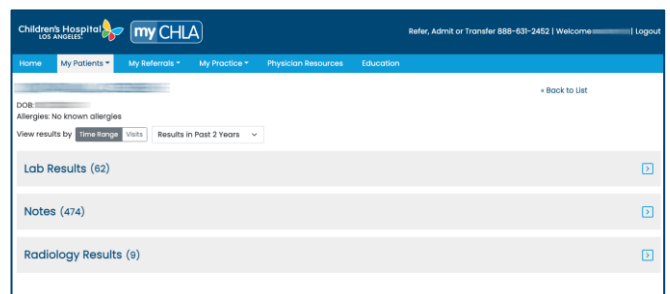 Children's Hospital LOS ANGELES. my CHLA
Refer, Admit or Transfer 888-631-2452 | Welcome | Logout
Home My Patients My Referrals My Practice Physician Resources Education
« Back to List
DOB:
Allergies: No known allergies
View results by Time Range Visits Results in Past 2 Years
Lab Results (62)
Notes (474)
Radiology Results (9)